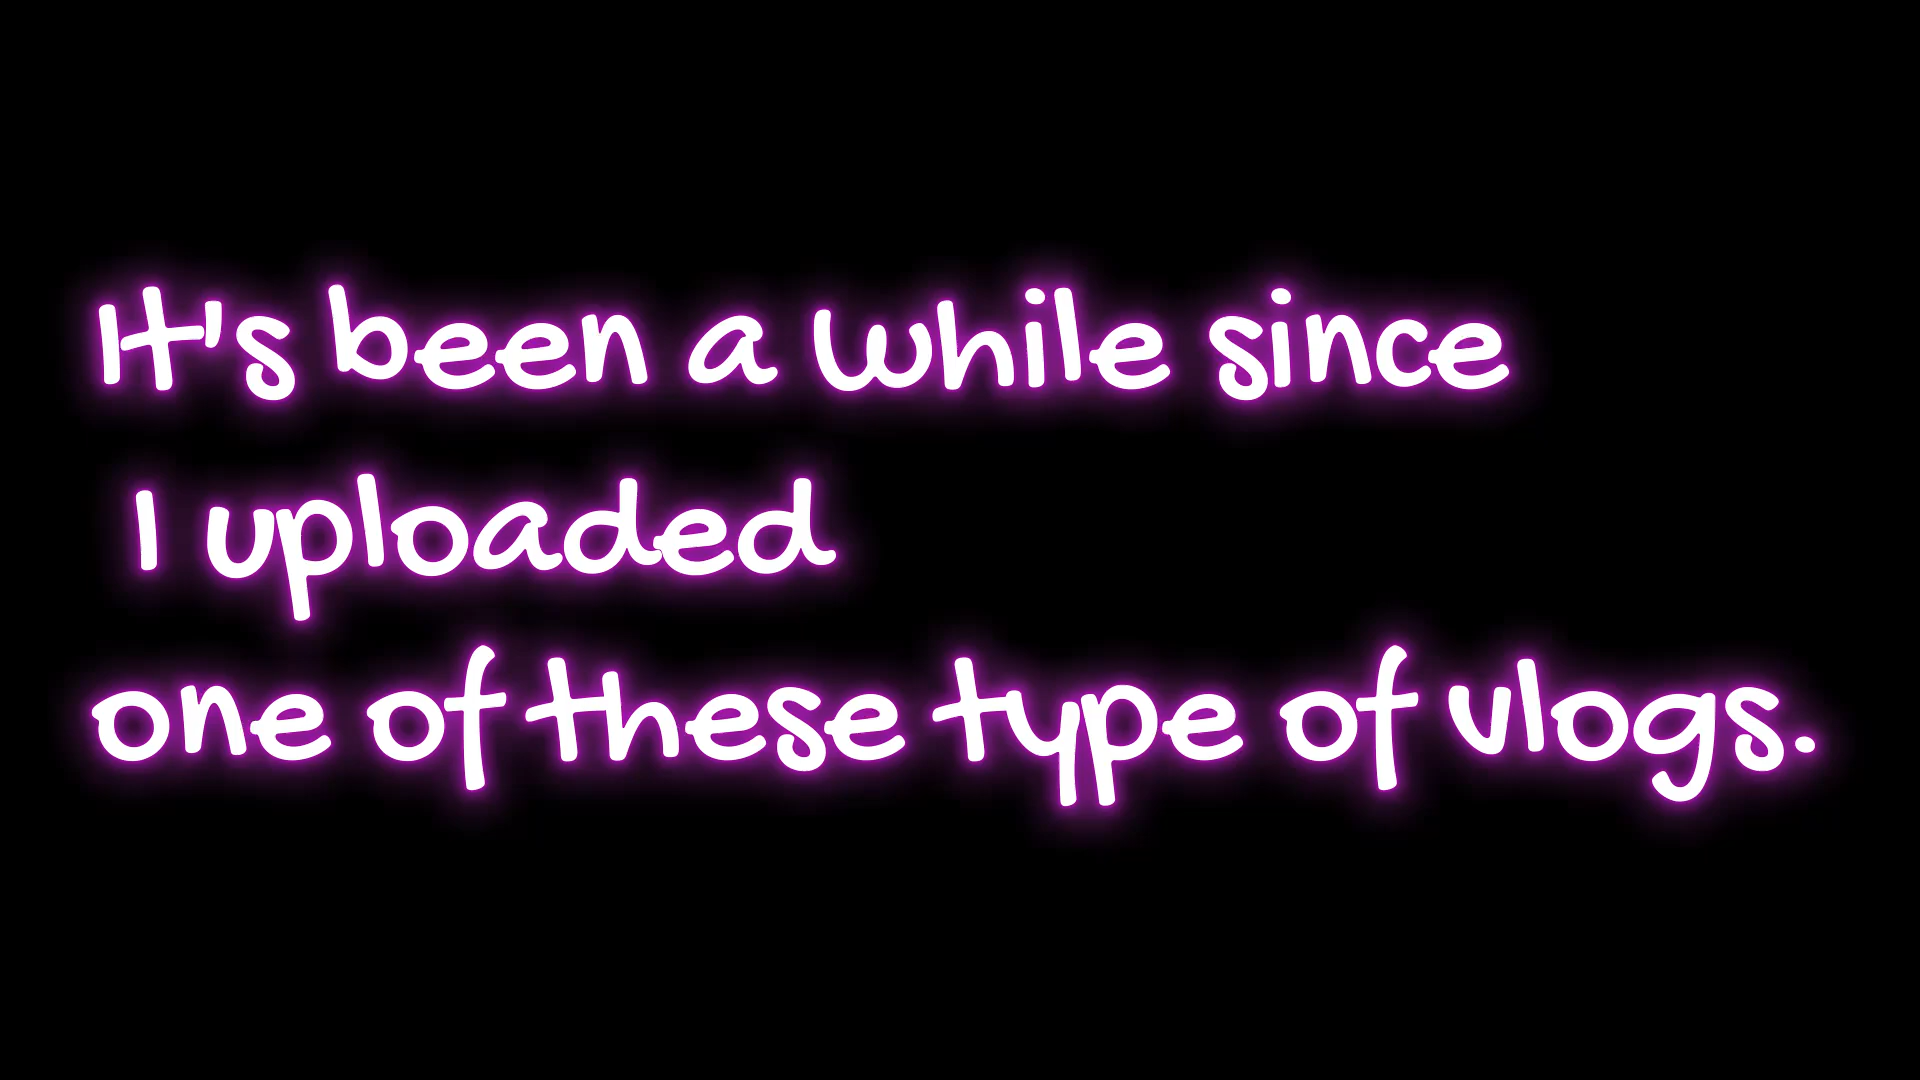 It's been a while since
I uploaded
one of these type of vlogs.